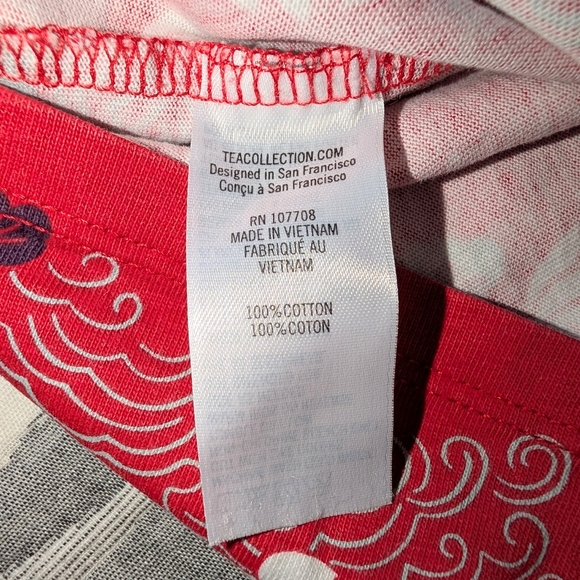 TEACOLLECTION.COM
Designed in San Francisco
Conçu à San Francisco
RN 107708
MADE IN VIETNAM
FABRIQUÉ AU
VIETNAM
100%COTTON
100%COTON